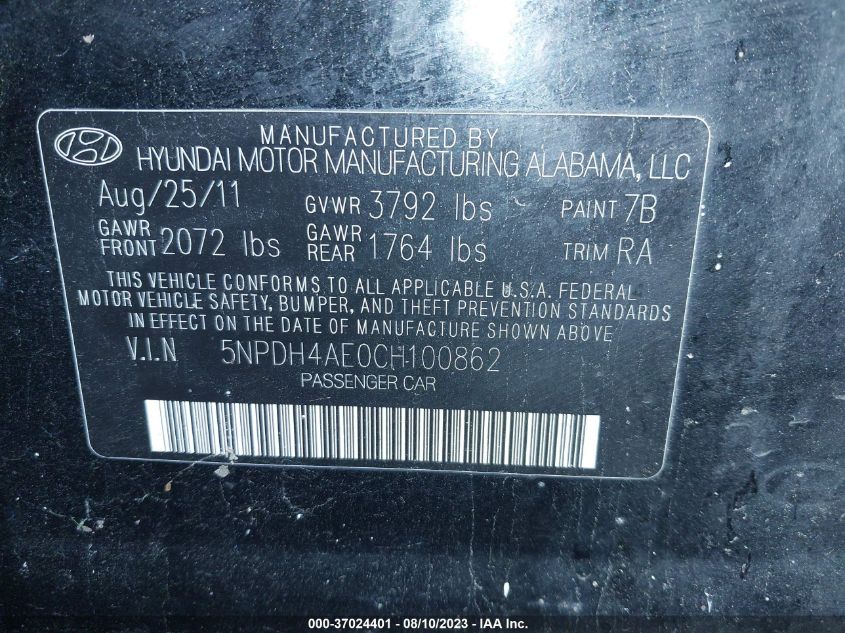 MANUFACTURED BY
HYUNDAI MOTOR MANUFACTURING ALABAMA, LLC
Aug/25/11 GVWR 3792 lbs PAINT 7B
GAWR FRONT 2072 lbs GAWR REAR 1764 lbs TRIM RA
THIS VEHICLE CONFORMS TO ALL APPLICABLE U.S.A. FEDERAL
MOTOR VEHICLE SAFETY, BUMPER, AND THEFT PREVENTION STANDARDS
IN EFFECT ON THE DATE OF MANUFACTURE SHOWN ABOVE
V.I.N 5NPDH4AE0CH100862
PASSENGER CAR
000-37024401 - 08/10/2023 - IAA Inc.